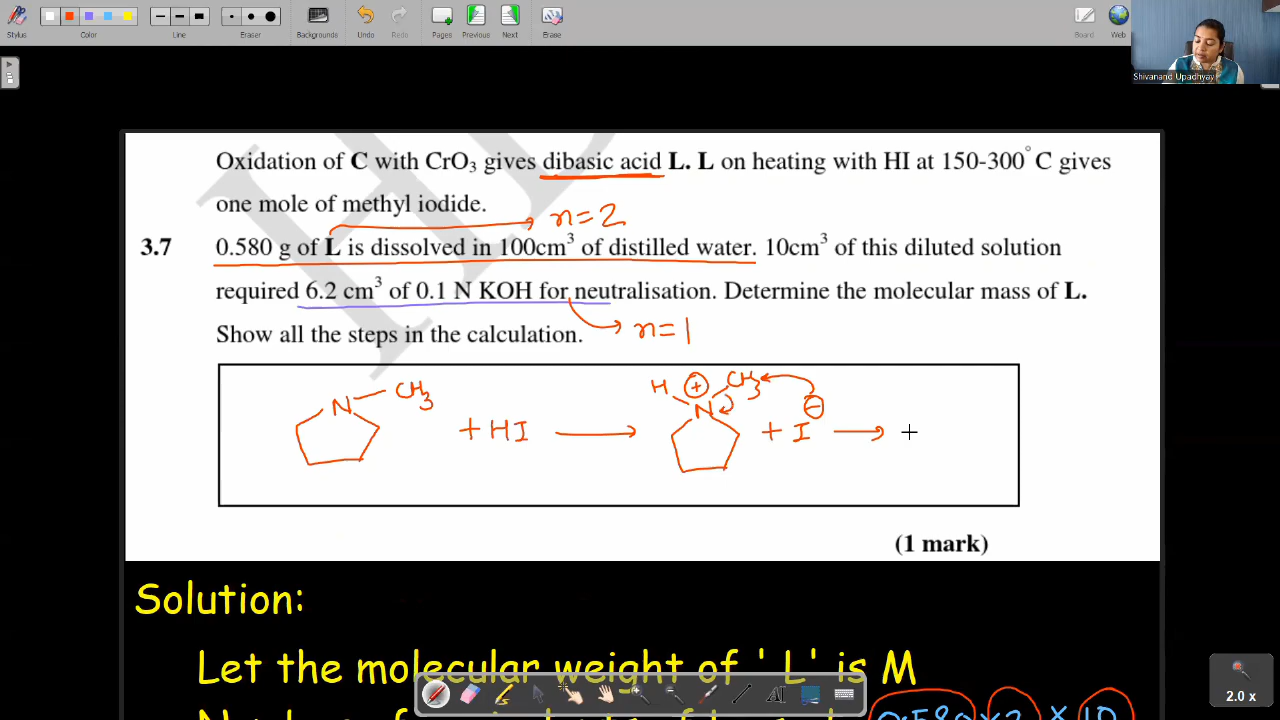 Stylus Color Line Eraser Backgrounds Undo Redo Pages Previous Next Erase Board Web
Shivanand Upadhyay
Oxidation of C with CrO₃ gives dibasic acid L. L on heating with HI at 150-300°C gives
one mole of methyl iodide.
n=2
3.7 0.580 g of L is dissolved in 100cm³ of distilled water. 10cm³ of this diluted solution
required 6.2 cm³ of 0.1 N KOH for neutralisation. Determine the molecular mass of L.
Show all the steps in the calculation.
n=1
N CH₃ + HI → H N ⊕ CH₃ + I ⊖ →
(1 mark)
Solution:
Let the molecular weight of ' L' is M
0.580 × 2 × 10
2.0 x